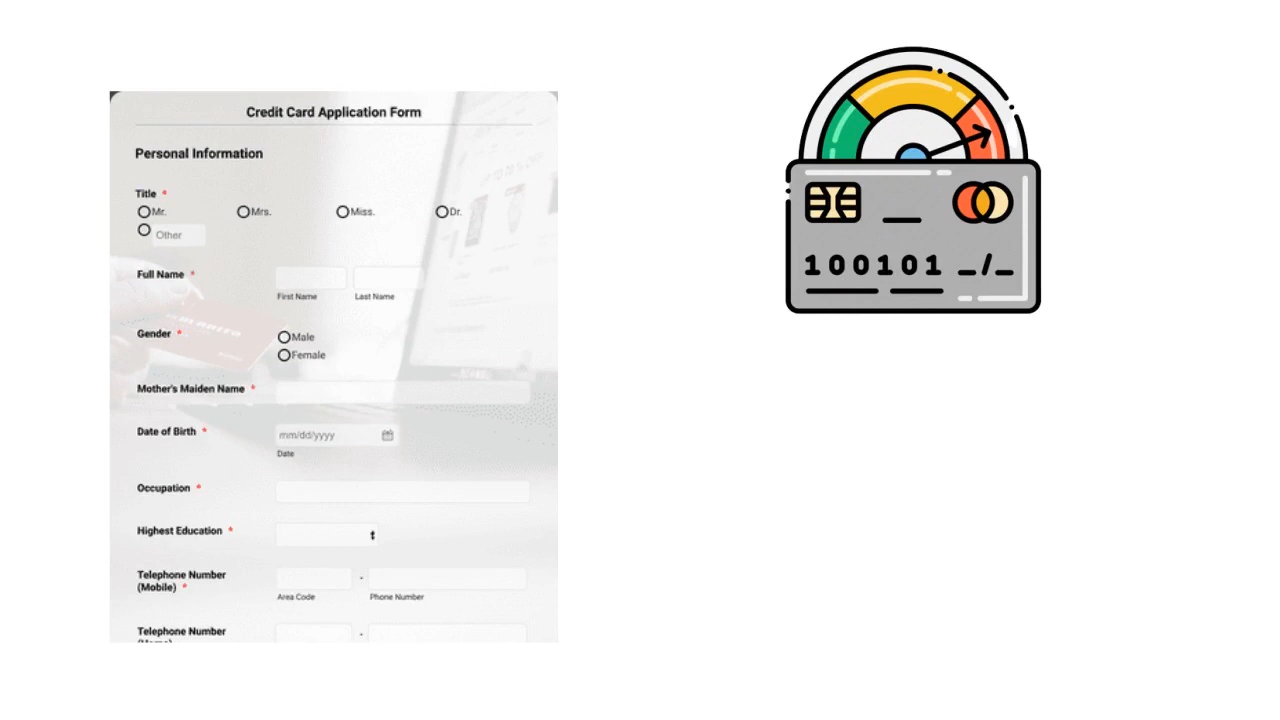 Credit Card Application Form
Personal Information
Title *
Mr. Mrs. Miss. Dr.
Other
Full Name *
First Name Last Name
Gender *
Male
Female
Mother's Maiden Name *
Date of Birth *
mm/dd/yyyy
Date
Occupation *
Highest Education *
Telephone Number
(Mobile) *
-
Area Code Phone Number
Telephone Number
-
100101 _/_